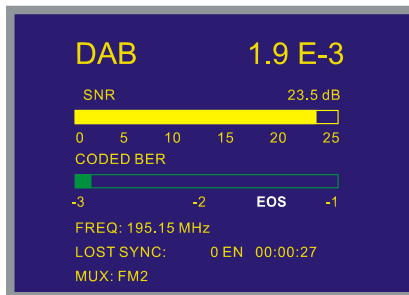 DAB 1.9 E-3
SNR 23.5 dB
0 5 10 15 20 25
CODED BER
-3 -2 EOS -1
FREQ: 195.15 MHz
LOST SYNC: 0 EN 00:00:27
MUX: FM2